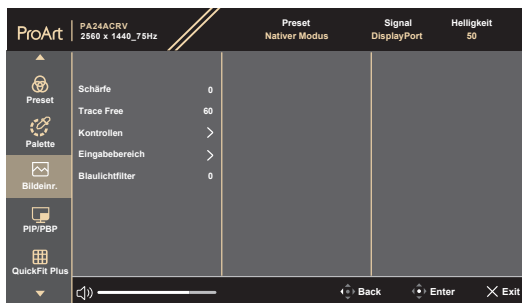 ProArt
PA24ACRV
2560 x 1440_75Hz
Preset
Nativer Modus
Signal
DisplayPort
Helligkeit
50
Preset
Palette
Bildeinr.
PIP/PBP
QuickFit Plus
Schärfe 0
Trace Free 60
Kontrollen
Eingabebereich
Blaulichtfilter 0
Back
Enter
Exit